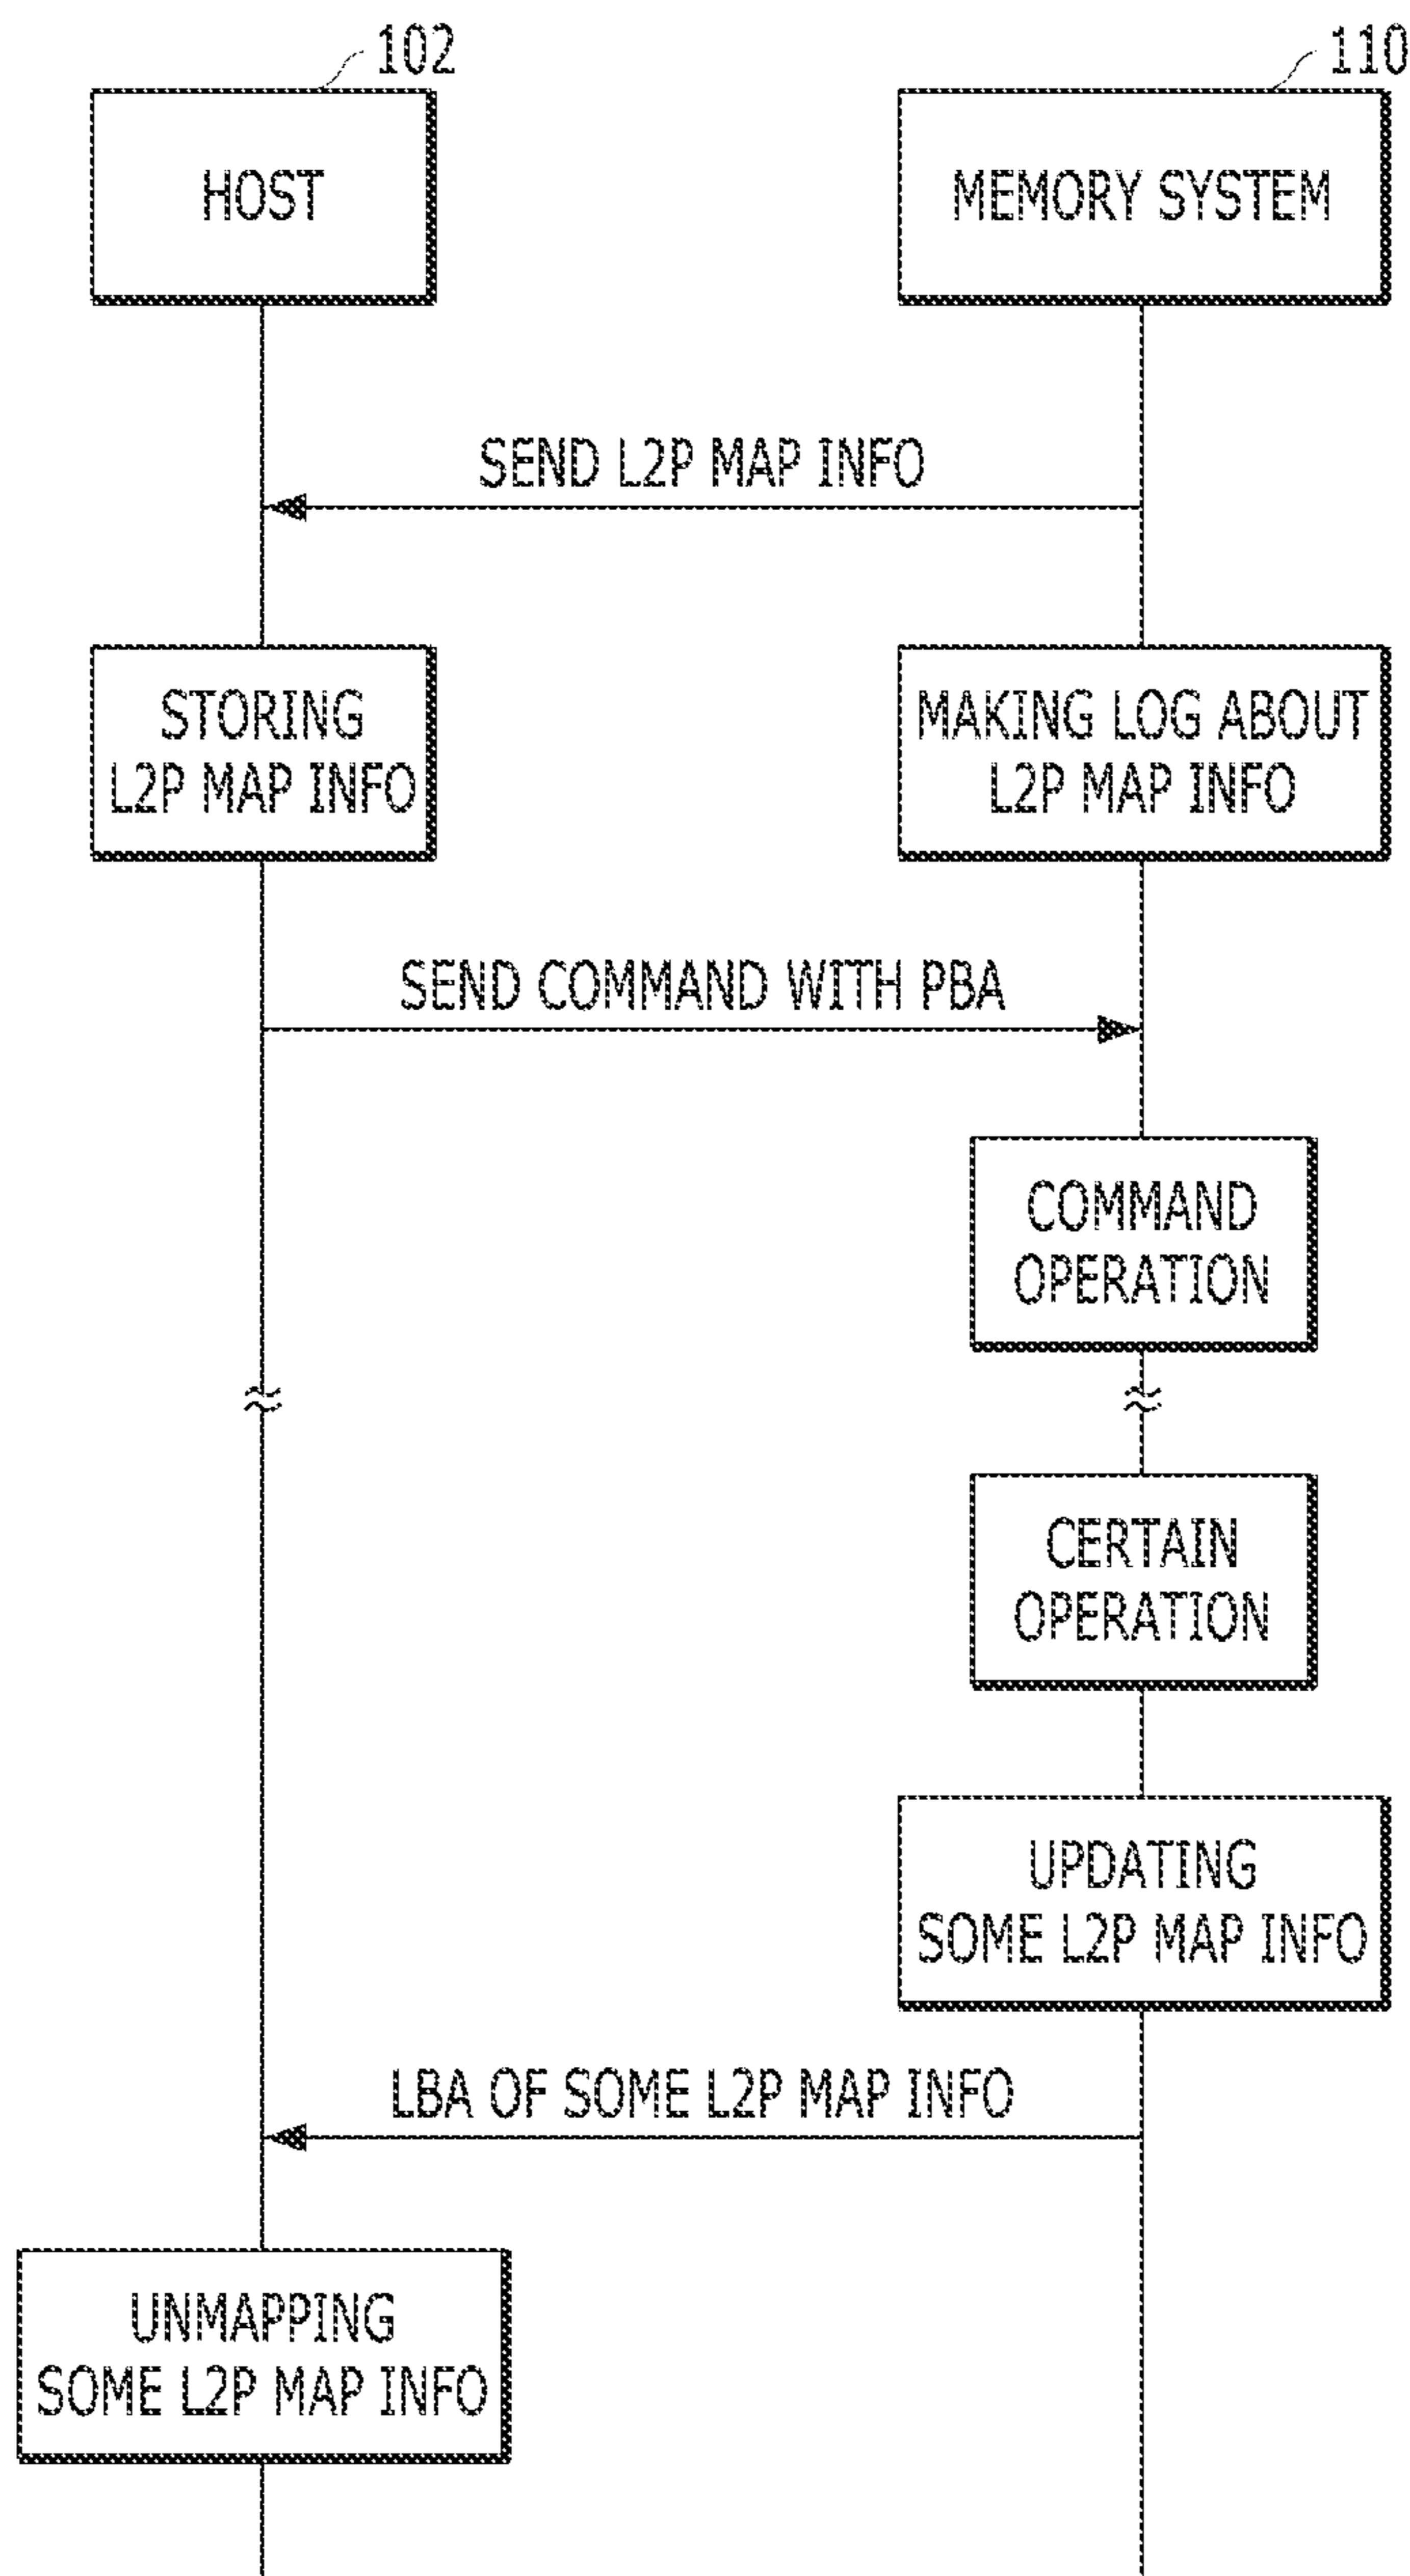 102
110
HOST
MEMORY SYSTEM
SEND L2P MAP INFO
STORING
L2P MAP INFO
MAKING LOG ABOUT
L2P MAP INFO
SEND COMMAND WITH PBA
COMMAND
OPERATION
CERTAIN
OPERATION
UPDATING
SOME L2P MAP INFO
LBA OF SOME L2P MAP INFO
UNMAPPING
SOME L2P MAP INFO